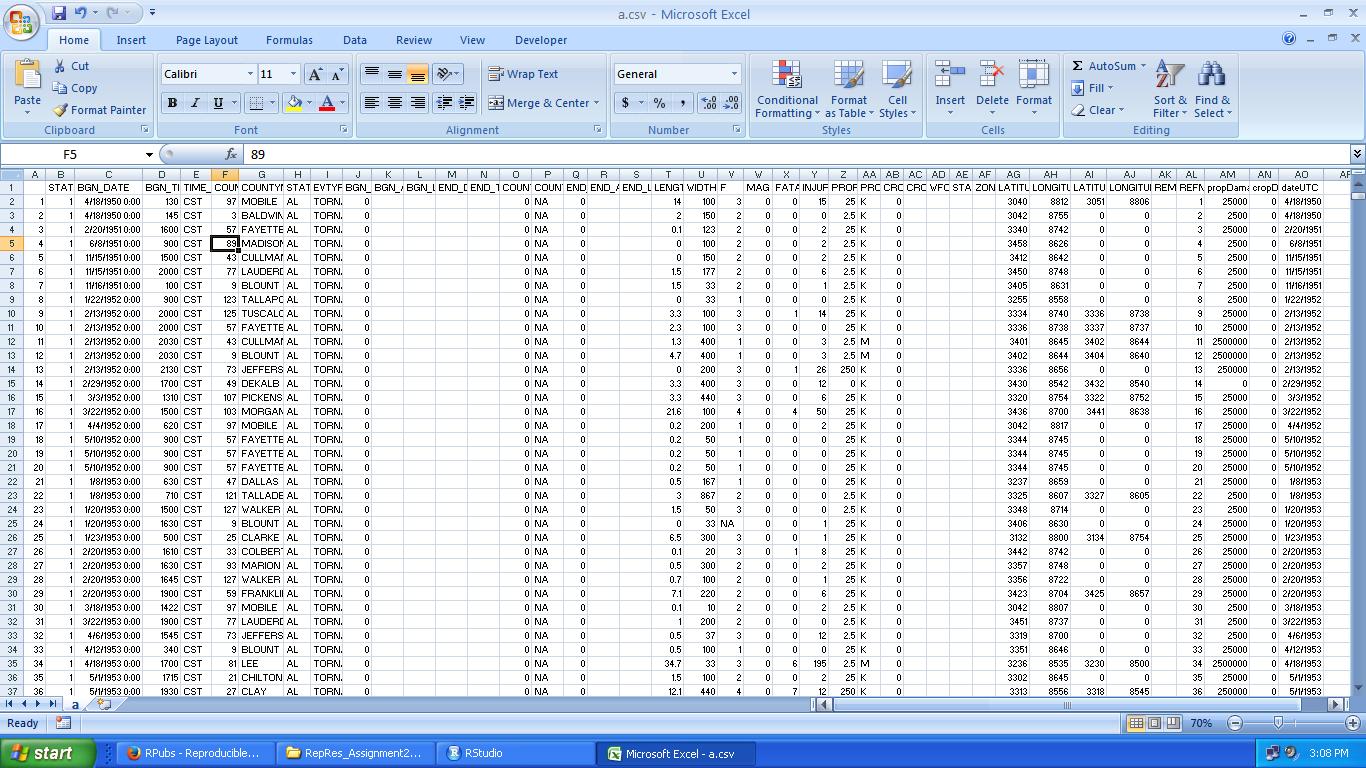 a.csv - Microsoft Excel
Home Insert Page Layout Formulas Data Review View Developer
Cut
Copy
Format Painter
Paste
Clipboard
Calibri 11
B I U
Font
Wrap Text
Merge & Center
Alignment
General
$ % ,
Number
Conditional Formatting
Format as Table
Cell Styles
Styles
Insert Delete Format
Cells
AutoSum
Fill
Clear
Sort & Filter
Find & Select
Editing
F5 fx 89
A B C D E F G H I J K L M N O P Q R S T U V W X Y Z AA AB AC AD AE AF AG AH AI AJ AK AL AM AN AO
1 STAT BGN_DATE BGN_TI TIME_ COUN COUNTYN STAT EVTYF BGN_ BGN_ BGN_L END_D END_T COUN COUN END_ END_ END_L LENGT WIDTH F MAG FATA INJUF PROF PRC CRC CRC WFC STA ZON LATITU LONGITU LATITU LONGITU REM REFN propDama cropD dateUTC
2 1 1 4/18/1950 0:00 130 CST 97 MOBILE AL TORN. 0 0 NA 0 14 100 3 0 0 15 25 K 0 3040 8812 3051 8806 1 25000 0 4/18/1950
3 2 1 4/18/1950 0:00 145 CST 3 BALDWIN AL TORN. 0 0 NA 0 2 150 2 0 0 0 2.5 K 0 3042 8755 0 0 2 2500 0 4/18/1950
4 3 1 2/20/1951 0:00 1600 CST 57 FAYETTE AL TORN. 0 0 NA 0 0.1 123 2 0 0 2 25 K 0 3340 8742 0 0 3 25000 0 2/20/1951
5 4 1 6/8/1951 0:00 900 CST 89 MADISON AL TORN. 0 0 NA 0 0 100 2 0 0 2 2.5 K 0 3458 8626 0 0 4 2500 0 6/8/1951
6 5 1 11/15/1951 0:00 1500 CST 43 CULLMAN AL TORN. 0 0 NA 0 0 150 2 0 0 2 2.5 K 0 3412 8642 0 0 5 2500 0 11/15/1951
7 6 1 11/15/1951 0:00 2000 CST 77 LAUDERD AL TORN. 0 0 NA 0 1.5 177 2 0 0 6 2.5 K 0 3450 8748 0 0 6 2500 0 11/15/1951
8 7 1 11/16/1951 0:00 100 CST 9 BLOUNT AL TORN. 0 0 NA 0 1.5 33 2 0 0 1 2.5 K 0 3405 8631 0 0 7 2500 0 11/16/1951
9 8 1 1/22/1952 0:00 900 CST 123 TALLAPO AL TORN. 0 0 NA 0 0 33 1 0 0 0 2.5 K 0 3255 8558 0 0 8 2500 0 1/22/1952
10 9 1 2/13/1952 0:00 2000 CST 125 TUSCALO AL TORN. 0 0 NA 0 3.3 100 3 0 1 14 25 K 0 3334 8740 3336 8738 9 25000 0 2/13/1952
11 10 1 2/13/1952 0:00 2000 CST 57 FAYETTE AL TORN. 0 0 NA 0 2.3 100 3 0 0 0 25 K 0 3336 8738 3337 8737 10 25000 0 2/13/1952
12 11 1 2/13/1952 0:00 2030 CST 43 CULLMAN AL TORN. 0 0 NA 0 1.3 400 1 0 0 3 2.5 M 0 3401 8645 3402 8644 11 2500000 0 2/13/1952
13 12 1 2/13/1952 0:00 2030 CST 9 BLOUNT AL TORN. 0 0 NA 0 4.7 400 1 0 0 3 2.5 M 0 3402 8644 3404 8640 12 2500000 0 2/13/1952
14 13 1 2/13/1952 0:00 2130 CST 73 JEFFERS AL TORN. 0 0 NA 0 0 200 3 0 1 26 250 K 0 3336 8656 0 0 13 250000 0 2/13/1952
15 14 1 2/29/1952 0:00 1700 CST 49 DEKALB AL TORN. 0 0 NA 0 3.3 400 3 0 0 12 0 K 0 3430 8542 3432 8540 14 0 0 2/29/1952
16 15 1 3/3/1952 0:00 1310 CST 107 PICKENS AL TORN. 0 0 NA 0 3.3 440 3 0 0 6 25 K 0 3320 8754 3322 8752 15 25000 0 3/3/1952
17 16 1 3/22/1952 0:00 1500 CST 103 MORGAN AL TORN. 0 0 NA 0 21.6 100 4 0 4 50 25 K 0 3436 8700 3441 8638 16 25000 0 3/22/1952
18 17 1 4/4/1952 0:00 620 CST 97 MOBILE AL TORN. 0 0 NA 0 0.2 200 1 0 0 2 25 K 0 3042 8817 0 0 17 25000 0 4/4/1952
19 18 1 5/10/1952 0:00 900 CST 57 FAYETTE AL TORN. 0 0 NA 0 0.2 50 1 0 0 0 25 K 0 3344 8745 0 0 18 25000 0 5/10/1952
20 19 1 5/10/1952 0:00 900 CST 57 FAYETTE AL TORN. 0 0 NA 0 0.2 50 1 0 0 0 25 K 0 3344 8745 0 0 19 25000 0 5/10/1952
21 20 1 5/10/1952 0:00 900 CST 57 FAYETTE AL TORN. 0 0 NA 0 0.2 50 1 0 0 0 25 K 0 3344 8745 0 0 20 25000 0 5/10/1952
22 21 1 1/8/1953 0:00 630 CST 47 DALLAS AL TORN. 0 0 NA 0 0.5 167 1 0 0 0 25 K 0 3237 8659 0 0 21 25000 0 1/8/1953
23 22 1 1/8/1953 0:00 710 CST 121 TALLADE AL TORN. 0 0 NA 0 3 867 2 0 0 0 2.5 K 0 3325 8607 3327 8605 22 2500 0 1/8/1953
24 23 1 1/20/1953 0:00 1500 CST 127 WALKER AL TORN. 0 0 NA 0 1.5 50 3 0 0 0 25 K 0 3348 8714 0 0 23 25000 0 1/20/1953
25 24 1 1/20/1953 0:00 1630 CST 9 BLOUNT AL TORN. 0 0 NA 0 0 33 NA 0 0 1 25 K 0 3406 8630 0 0 24 25000 0 1/20/1953
26 25 1 1/23/1953 0:00 500 CST 25 CLARKE AL TORN. 0 0 NA 0 6.5 300 3 0 0 1 25 K 0 3132 8800 3134 8754 25 25000 0 1/23/1953
27 26 1 2/20/1953 0:00 1610 CST 33 COLBERT AL TORN. 0 0 NA 0 0.1 20 3 0 1 8 25 K 0 3442 8742 0 0 26 25000 0 2/20/1953
28 27 1 2/20/1953 0:00 1630 CST 93 MARION AL TORN. 0 0 NA 0 0.5 300 2 0 0 2 25 K 0 3357 8748 0 0 27 25000 0 2/20/1953
29 28 1 2/20/1953 0:00 1645 CST 127 WALKER AL TORN. 0 0 NA 0 0.7 100 2 0 0 1 25 K 0 3356 8722 0 0 28 25000 0 2/20/1953
30 29 1 2/20/1953 0:00 1900 CST 59 FRANKLI AL TORN. 0 0 NA 0 7.1 220 2 0 0 6 25 K 0 3423 8704 3425 8657 29 25000 0 2/20/1953
31 30 1 3/18/1953 0:00 1422 CST 97 MOBILE AL TORN. 0 0 NA 0 0.1 10 2 0 0 2 2.5 K 0 3042 8807 0 0 30 2500 0 3/18/1953
32 31 1 3/22/1953 0:00 1900 CST 77 LAUDERD AL TORN. 0 0 NA 0 1 200 2 0 0 0 2.5 K 0 3451 8737 0 0 31 2500 0 3/22/1953
33 32 1 4/6/1953 0:00 1545 CST 73 JEFFERS AL TORN. 0 0 NA 0 0.5 37 3 0 0 12 2.5 K 0 3319 8700 0 0 32 2500 0 4/6/1953
34 33 1 4/12/1953 0:00 340 CST 9 BLOUNT AL TORN. 0 0 NA 0 0.5 100 1 0 0 0 25 K 0 3351 8646 0 0 33 25000 0 4/12/1953
35 34 1 4/18/1953 0:00 1700 CST 81 LEE AL TORN. 0 0 NA 0 34.7 33 3 0 6 195 2.5 M 0 3236 8535 3230 8500 34 2500000 0 4/18/1953
36 35 1 5/1/1953 0:00 1715 CST 21 CHILTON AL TORN. 0 0 NA 0 1.5 100 2 0 0 2 25 K 0 3302 8645 0 0 35 25000 0 5/1/1953
37 36 1 5/1/1953 0:00 1930 CST 27 CLAY AL TORN. 0 0 NA 0 12.1 440 4 0 7 12 250 K 0 3313 8556 3318 8545 36 250000 0 5/1/1953
a
Ready 70%
start RPubs - Reproducible... RepRes_Assignment2... RStudio Microsoft Excel - a.csv 3:08 PM